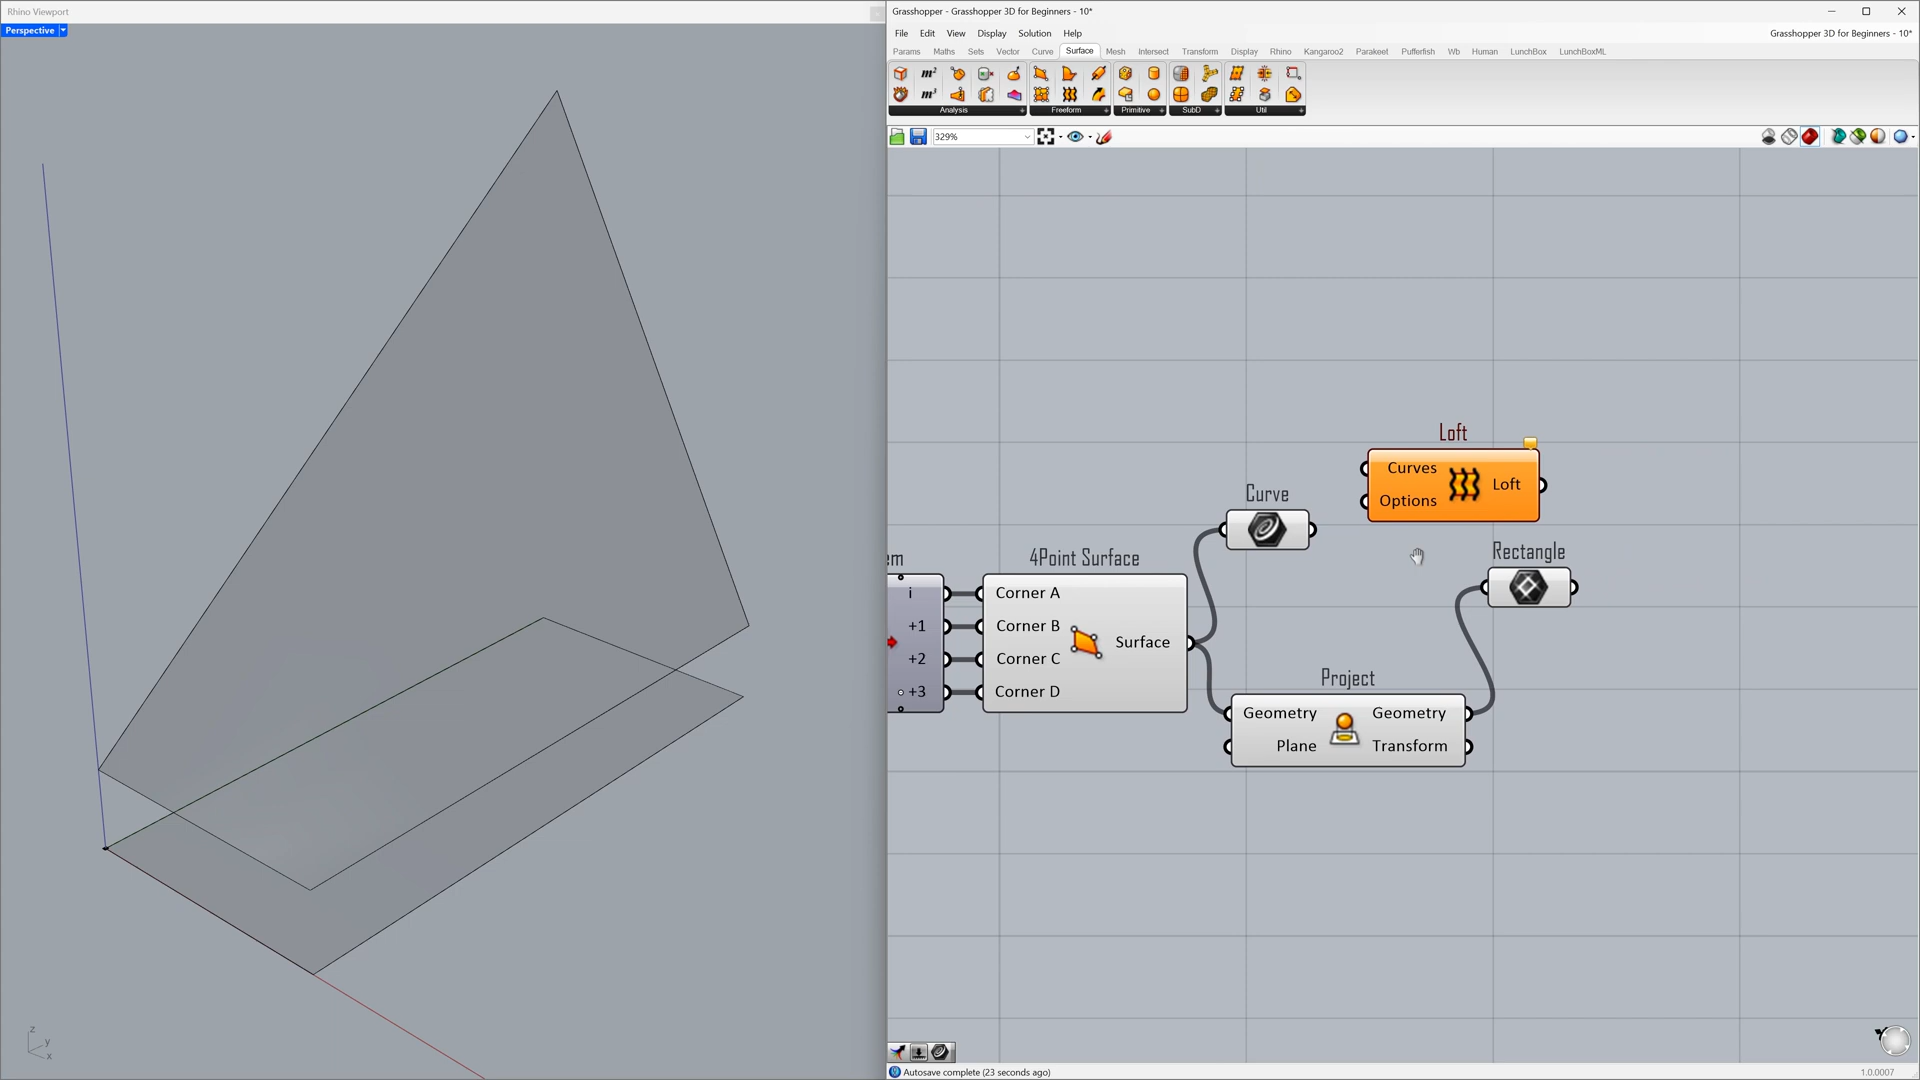 Rhino Viewport
Perspective
z
y
x
Grasshopper - Grasshopper 3D for Beginners - 10*
File Edit View Display Solution Help
Grasshopper 3D for Beginners - 10*
Params Maths Sets Vector Curve Surface Mesh Intersect Transform Display Rhino Kangaroo2 Parakeet Pufferfish Wb Human LunchBox LunchBoxML
m²
m³
Analysis Freeform Primitive SubD Util
329%
Loft
Curves
Options
Loft
Curve
Rectangle
em
i
+1
+2
+3
4Point Surface
Corner A
Corner B
Corner C
Corner D
Surface
Project
Geometry
Plane
Geometry
Transform
Autosave complete (23 seconds ago)
1.0.0007